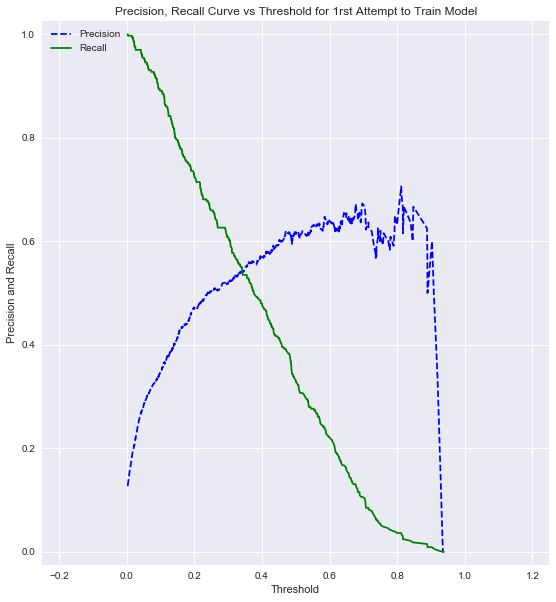 Precision, Recall Curve vs Threshold for 1rst Attempt to Train Model
Precision
Recall
1.0
0.8
0.6
0.4
0.2
0.0
Precision and Recall
−0.2 0.0 0.2 0.4 0.6 0.8 1.0 1.2
Threshold